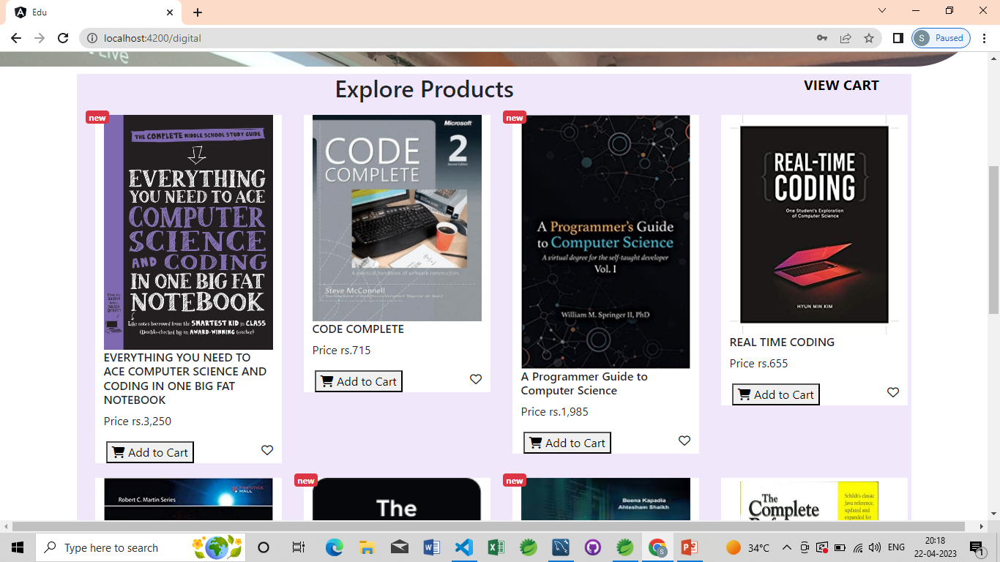 Edu
localhost:4200/digital
S
Paused
Live
Explore Products
VIEW CART
new
THE COMPLETE MIDDLE SCHOOL STUDY GUIDE
EVERYTHING
YOU NEED TO ACE
COMPUTER
SCIENCE
AND CODING
IN ONE BIG FAT
NOTEBOOK
Like notes borrowed from the SMARTEST KID in CLASS
(Double-checked by an AWARD-WINNING teacher)
EVERYTHING YOU NEED TO
ACE COMPUTER SCIENCE AND
CODING IN ONE BIG FAT
NOTEBOOK
Price rs.3,250
Add to Cart
Microsoft
CODE
COMPLETE
2
Second Edition
A practical handbook of software construction
Steve McConnell
CODE COMPLETE
Price rs.715
Add to Cart
new
A Programmer's Guide
to Computer Science
A virtual degree for the self-taught developer
Vol. I
William M. Springer II, PhD
A Programmer Guide to
Computer Science
Price rs.1,985
Add to Cart
{REAL-TIME
CODING}
One Student's Exploration
of Computer Science
HYUN MIN KIM
REAL TIME CODING
Price rs.655
Add to Cart
PRENTICE
HALL
Robert C. Martin Series
new
The
new
Beena Kapadia
Ahtesham Shaikh
The
Complete
Schildt's classic
Java reference,
updated and
expanded for
Type here to search
34°C
ENG
20:18
22-04-2023
1